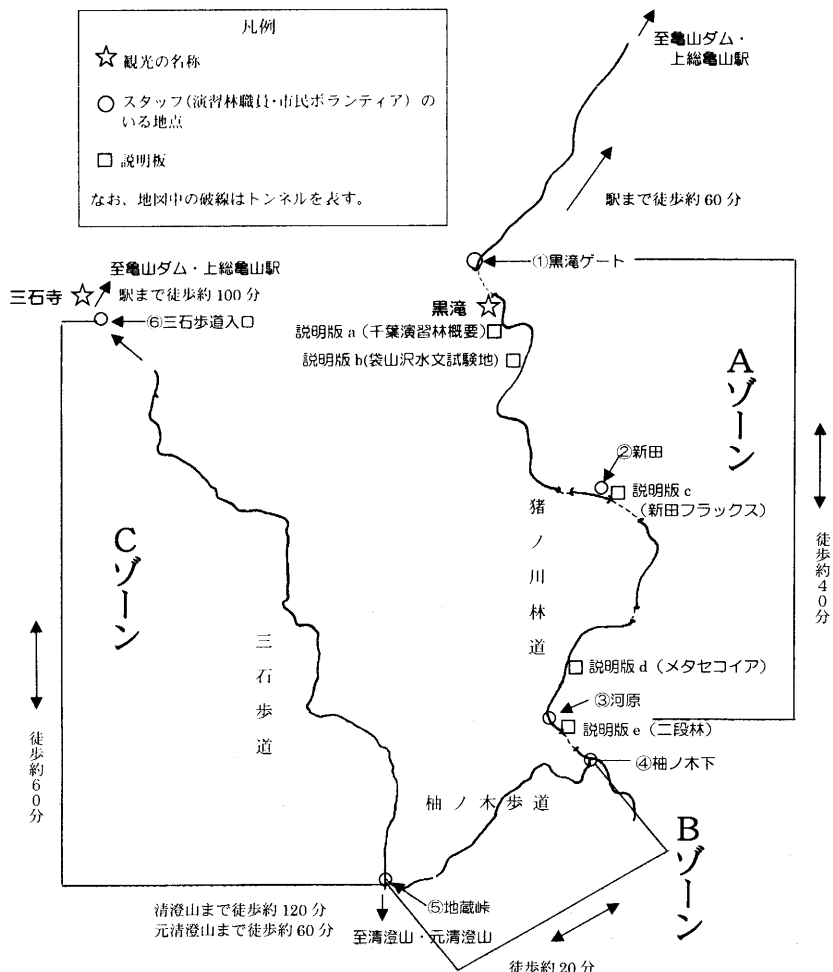 凡例
☆ 観光の名称
○ スタッフ(演習林職員・市民ボランティア)の
いる地点
□ 説明板
なお、地図中の破線はトンネルを表す。
至亀山ダム・
上総亀山駅
駅まで徒歩約60分
①黒滝ゲート
至亀山ダム・上総亀山駅
駅まで徒歩約100分
三石寺
⑥三石歩道入口
黒滝
説明版a(千葉演習林概要)
説明版b(袋山沢水文試験地)
Aゾーン
②新田
説明版c
(新田フラックス)
徒歩約40分
猪ノ川林道
Cゾーン
三石歩道
説明版d(メタセコイア)
③河原
説明版e(二段林)
④柚ノ木下
徒歩約60分
柚ノ木歩道
Bゾーン
⑤地蔵峠
清澄山まで徒歩約120分
元清澄山まで徒歩約60分
至清澄山・元清澄山
徒歩約20分